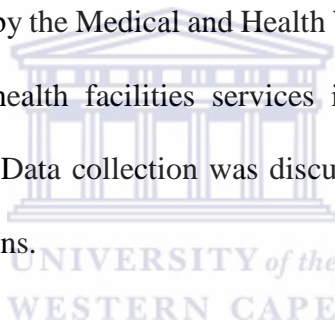 by the Medical and Health
health facilities services i
Data collection was discu
ns.
UNIVERSITY of the
WESTERN CAPE